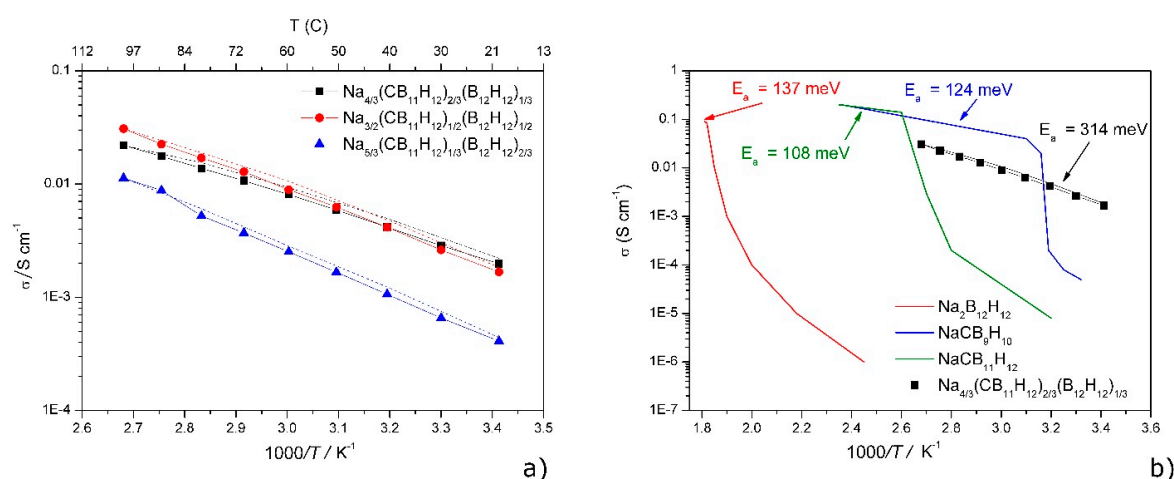 T (C)
112 97 84 72 60 50 40 30 21 13
0.1
0.01
1E-3
1E-4
σ/S cm⁻¹
Na₄/₃(CB₁₁H₁₂)₂/₃(B₁₂H₁₂)₁/₃
Na₃/₂(CB₁₁H₁₂)₁/₂(B₁₂H₁₂)₁/₂
Na₅/₃(CB₁₁H₁₂)₁/₃(B₁₂H₁₂)₂/₃
2.6 2.7 2.8 2.9 3.0 3.1 3.2 3.3 3.4 3.5
1000/T / K⁻¹
a)
1
0.1
0.01
1E-3
1E-4
1E-5
1E-6
1E-7
σ (S cm⁻¹)
Eₐ = 137 meV
Eₐ = 124 meV
Eₐ = 314 meV
Eₐ = 108 meV
Na₂B₁₂H₁₂
NaCB₉H₁₀
NaCB₁₁H₁₂
Na₄/₃(CB₁₁H₁₂)₂/₃(B₁₂H₁₂)₁/₃
1.8 2.0 2.2 2.4 2.6 2.8 3.0 3.2 3.4 3.6
1000/T / K⁻¹
b)